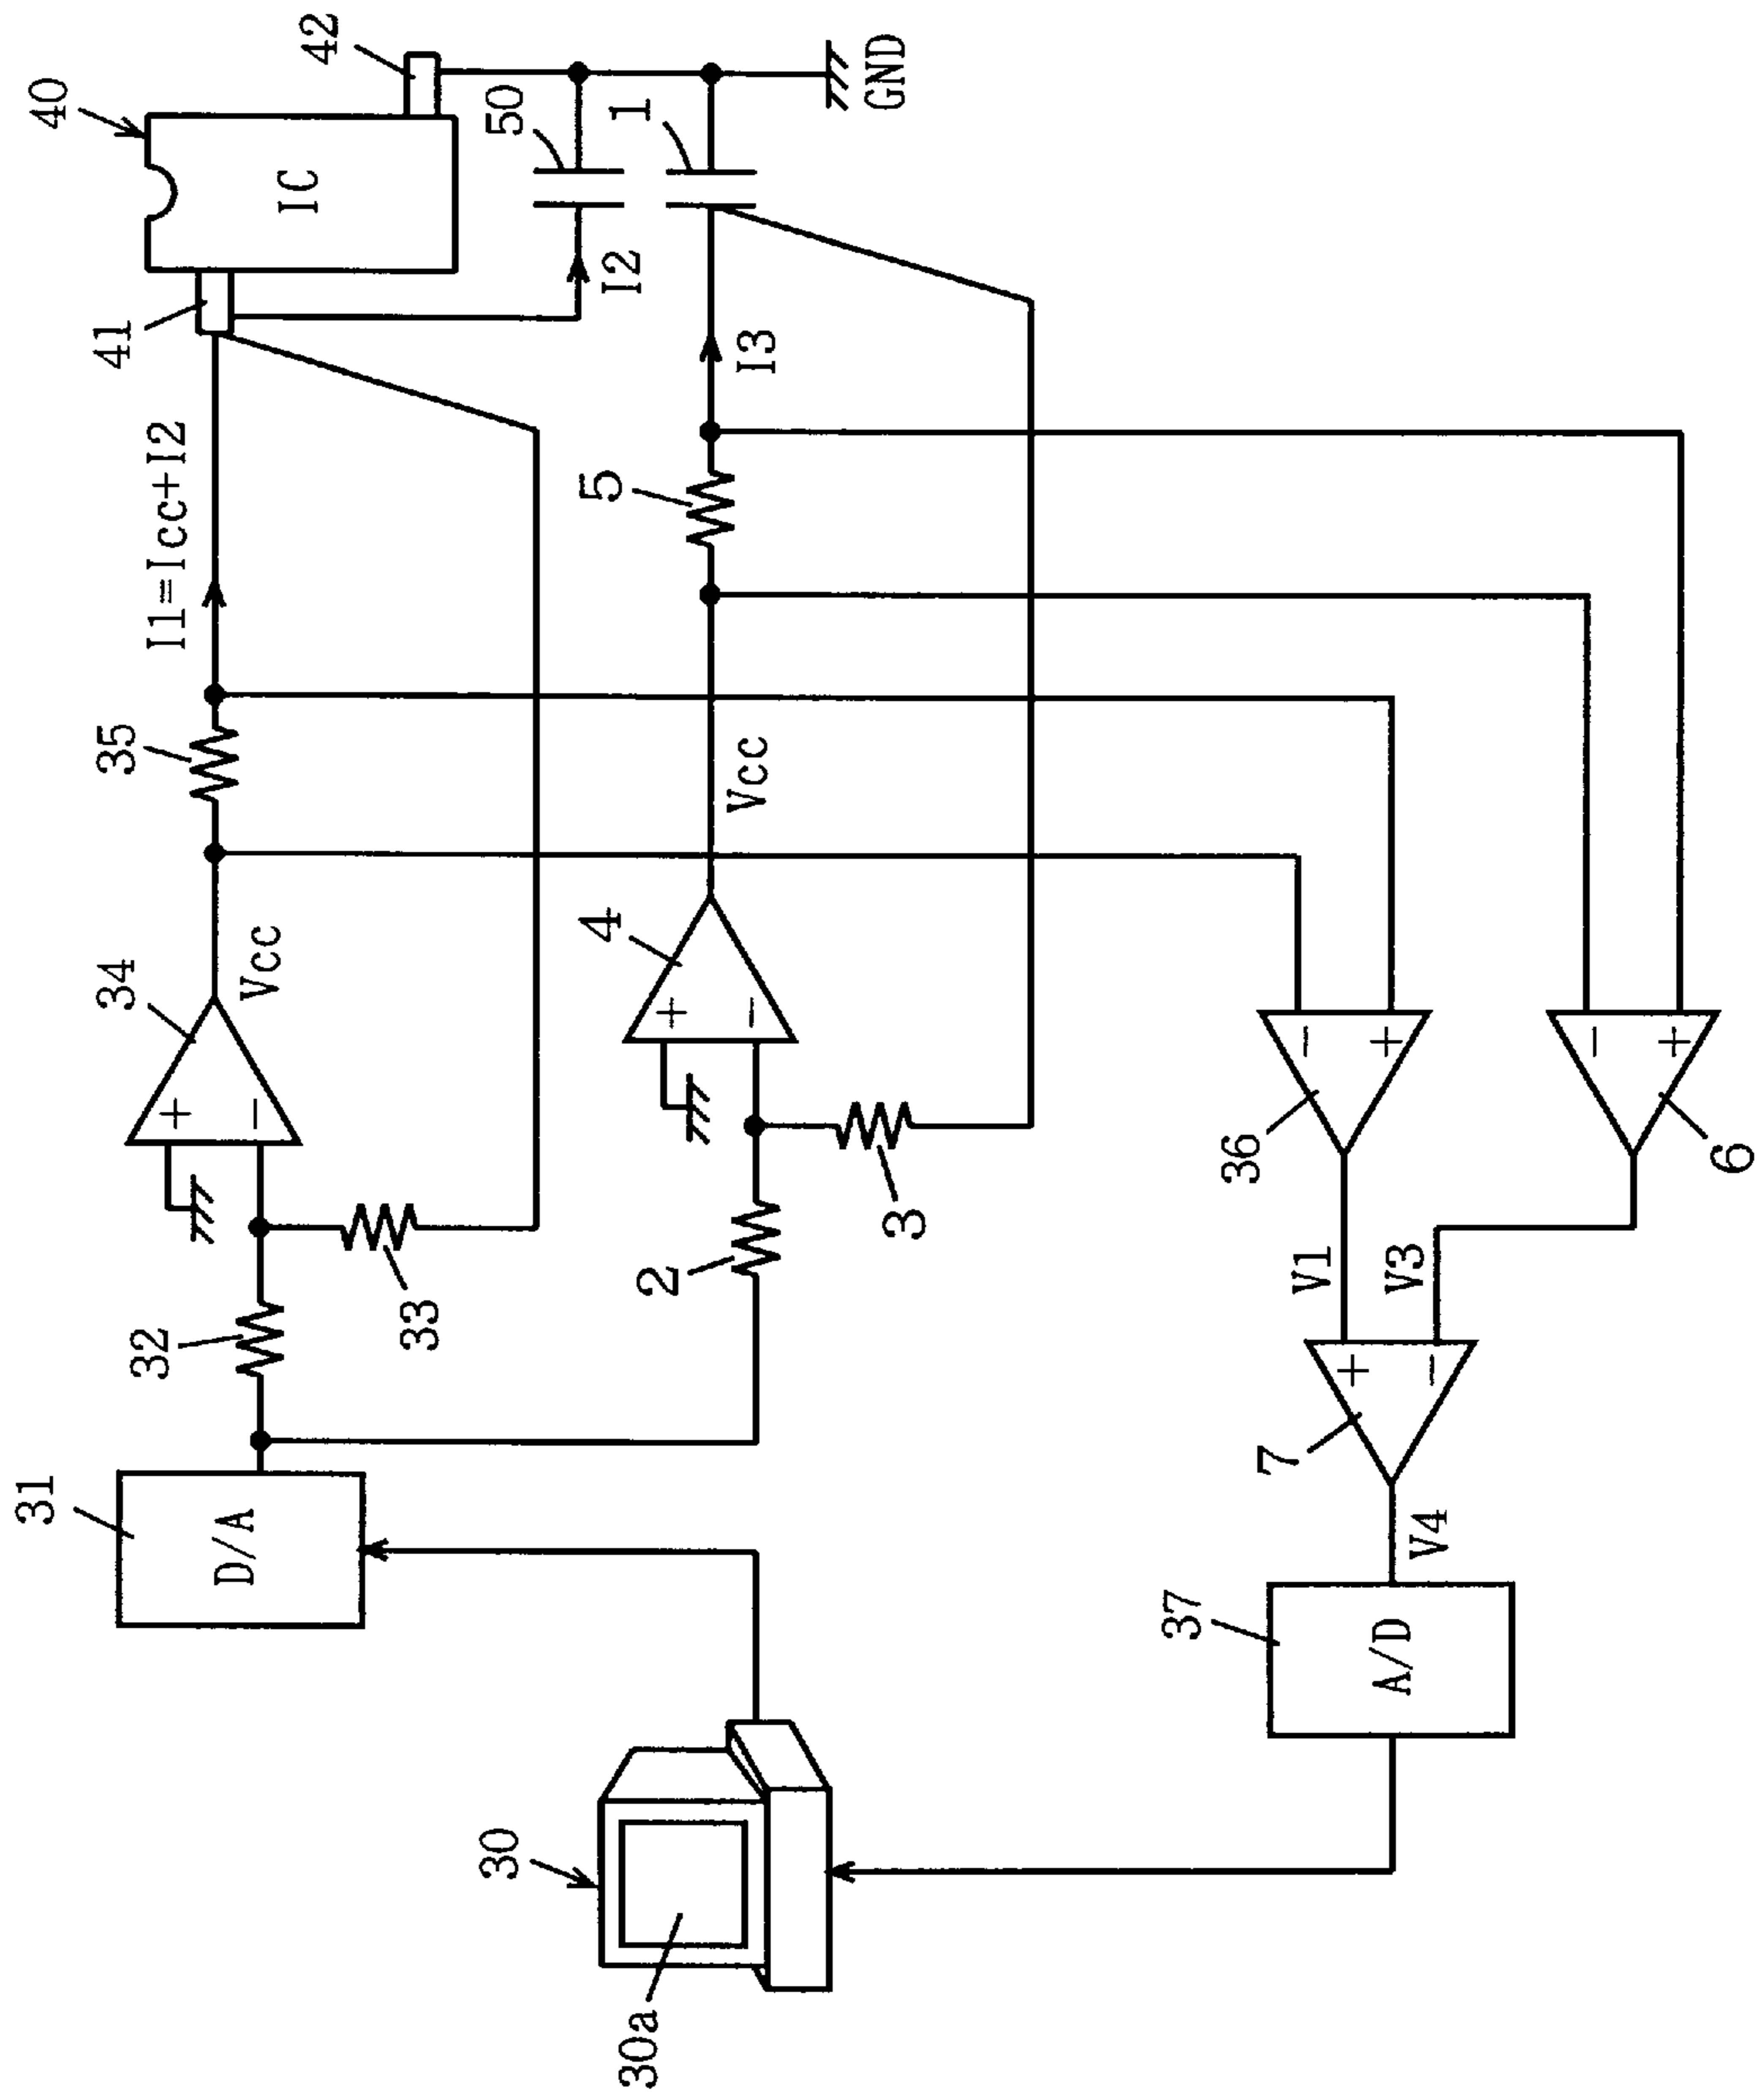 40
42
IC
41
50
1
GND
I2
I1=Icc+I2
I3
5
35
Vcc
34
Vcc
4
+
-
+
-
32
33
2
3
31
D/A
-
+
36
-
+
6
V1
V3
+
-
7
V4
37
A/D
30
30a